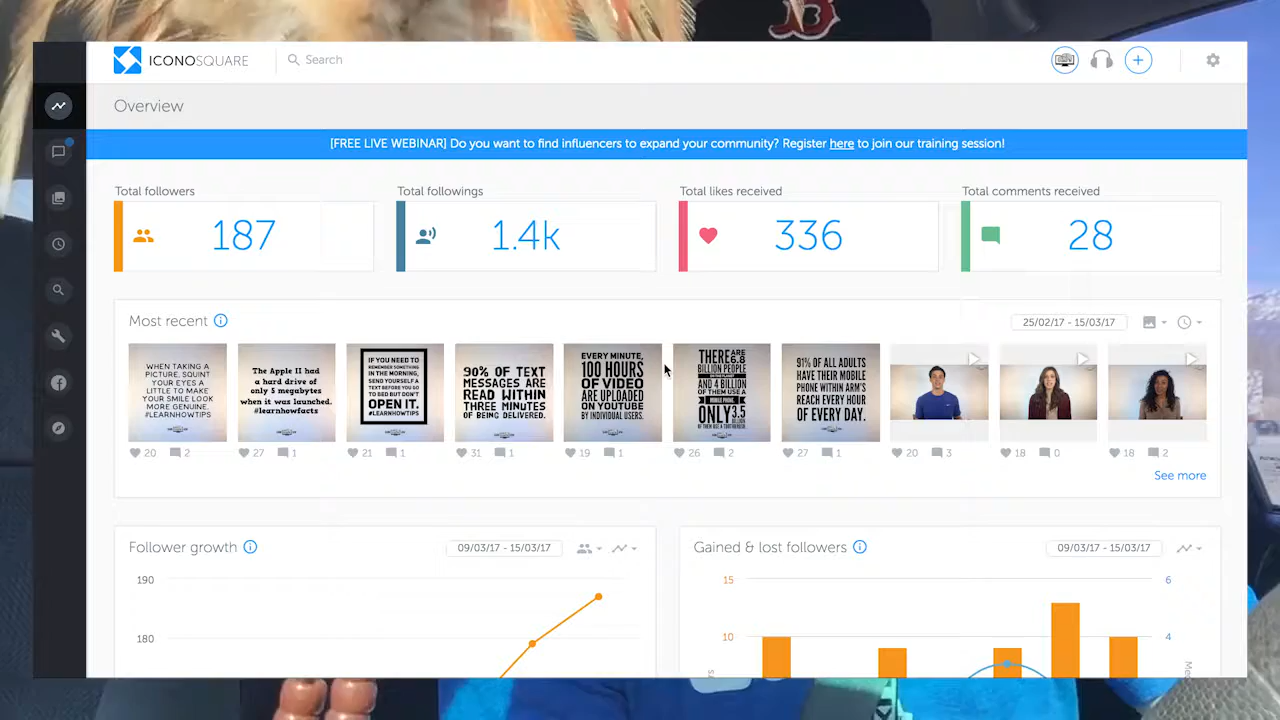 ICONOSQUARE
Search
Overview
[FREE LIVE WEBINAR] Do you want to find influencers to expand your community? Register here to join our training session!
Total followers
187
Total followings
1.4k
Total likes received
336
Total comments received
28
Most recent
25/02/17 - 15/03/17
WHEN TAKING A
PICTURE, SQUINT
YOUR EYES A
LITTLE TO MAKE
YOUR SMILE LOOK
MORE GENUINE.
#LEARNHOWTIPS
The Apple II had
a hard drive of
only 5 megabytes
when it was launched.
#learnhowfacts
IF YOU NEED TO
REMEMBER SOMETHING
IN THE MORNING,
SEND YOURSELF A
TEXT BEFORE YOU GO
TO BED BUT DON'T
OPEN IT.
#LEARNHOWTIPS
90% OF TEXT
MESSAGES ARE
READ WITHIN
THREE MINUTES
OF BEING DELIVERED.
EVERY MINUTE,
100 HOURS
OF VIDEO
ARE UPLOADED
ON YOUTUBE
BY INDIVIDUAL USERS.
THERE ARE 6.8
BILLION PEOPLE
ON THE PLANET
AND 4 BILLION
OF THEM USE A
MOBILE PHONE.
ONLY 3.5
BILLION
OF THEM USE A TOOTHBRUSH.
91% OF ALL ADULTS
HAVE THEIR MOBILE
PHONE WITHIN ARM'S
REACH EVERY HOUR
OF EVERY DAY.
20 2
27 1
21 1
31 1
19 1
26 2
27 1
20 3
18 0
18 2
See more
Follower growth
09/03/17 - 15/03/17
190
180
Gained & lost followers
09/03/17 - 15/03/17
15
10
6
4
B